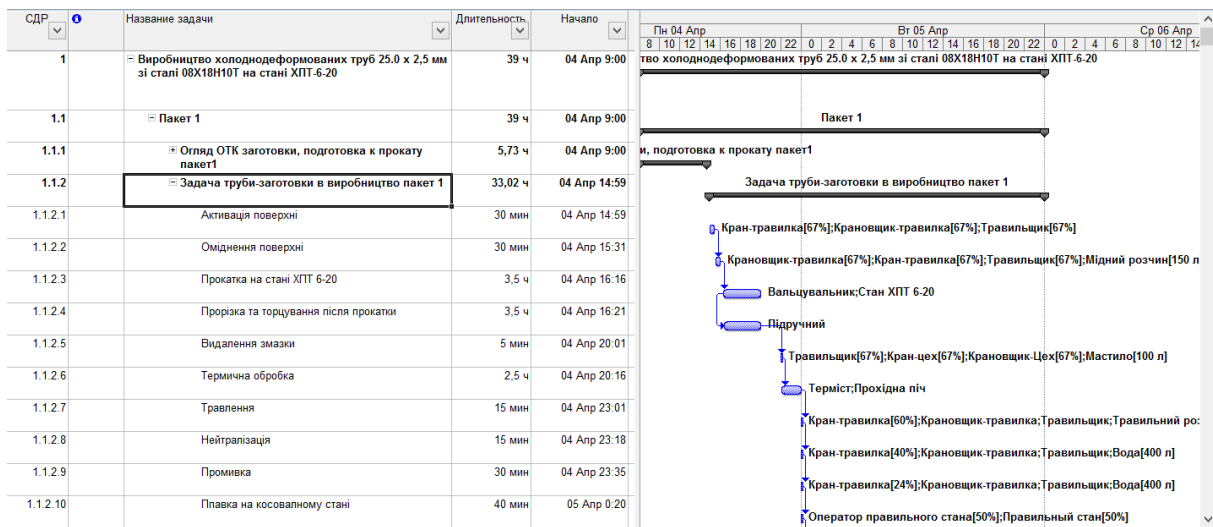 СДР Название задачи Длительность Начало
Пн 04 Апр Вт 05 Апр Ср 06 Апр
8 10 12 14 16 18 20 22 0 2 4 6 8 10 12 14 16 18 20 22 0 2 4 6 8 10 12 14
1 Виробництво холоднодеформованих труб 25.0 х 2,5 мм 39 ч 04 Апр 9:00 тво холоднодеформованих труб 25.0 х 2,5 мм зі сталі 08Х18Н10Т на стані ХПТ-6-20
зі сталі 08Х18Н10Т на стані ХПТ-6-20
1.1 Пакет 1 39 ч 04 Апр 9:00 Пакет 1
1.1.1 Огляд ОТК заготовки, подготовка к прокату 5,73 ч 04 Апр 9:00 и, подготовка к прокату пакет1
пакет1
1.1.2 Задача труби-заготовки в виробництво пакет 1 33,02 ч 04 Апр 14:59 Задача труби-заготовки в виробництво пакет 1
1.1.2.1 Активація поверхні 30 мин 04 Апр 14:59 Кран-травилка[67%];Крановщик-травилка[67%];Травильщик[67%]
1.1.2.2 Оміднення поверхні 30 мин 04 Апр 15:31 Крановщик-травилка[67%];Кран-травилка[67%];Травильщик[67%];Мідний розчин[150 л
1.1.2.3 Прокатка на стані ХПТ 6-20 3,5 ч 04 Апр 16:16 Вальцувальник;Стан ХПТ 6-20
1.1.2.4 Прорізка та торцування після прокатки 3,5 ч 04 Апр 16:21 Підручний
1.1.2.5 Видалення змазки 5 мин 04 Апр 20:01 Травильщик[67%];Кран-цех[67%];Крановщик-Цех[67%];Мастило[100 л]
1.1.2.6 Термична обробка 2,5 ч 04 Апр 20:16 Терміст;Прохідна піч
1.1.2.7 Травлення 15 мин 04 Апр 23:01 Кран-травилка[60%];Крановщик-травилка;Травильщик;Травильний ро:
1.1.2.8 Нейтралізація 15 мин 04 Апр 23:18 Кран-травилка[40%];Крановщик-травилка;Травильщик;Вода[400 л]
1.1.2.9 Промивка 30 мин 04 Апр 23:35 Кран-травилка[24%];Крановщик-травилка;Травильщик;Вода[400 л]
1.1.2.10 Плавка на косовалному стані 40 мин 05 Апр 0:20 Оператор правильного стана[50%];Правильный стан[50%]